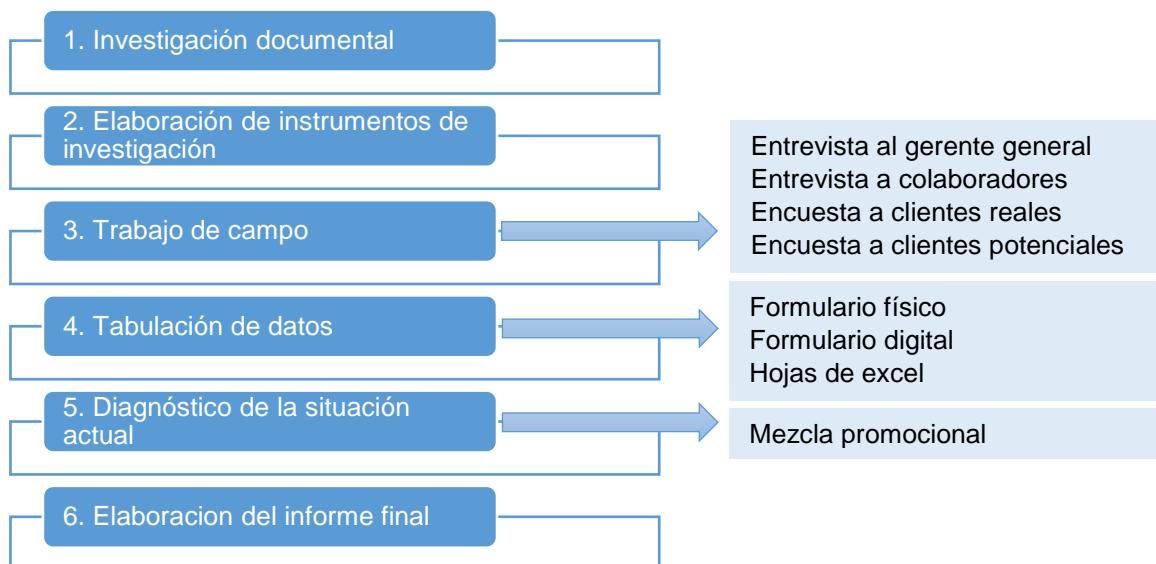 1. Investigación documental
2. Elaboración de instrumentos de
investigación
3. Trabajo de campo
Entrevista al gerente general
Entrevista a colaboradores
Encuesta a clientes reales
Encuesta a clientes potenciales
4. Tabulación de datos
Formulario físico
Formulario digital
Hojas de excel
5. Diagnóstico de la situación
actual
Mezcla promocional
6. Elaboracion del informe final